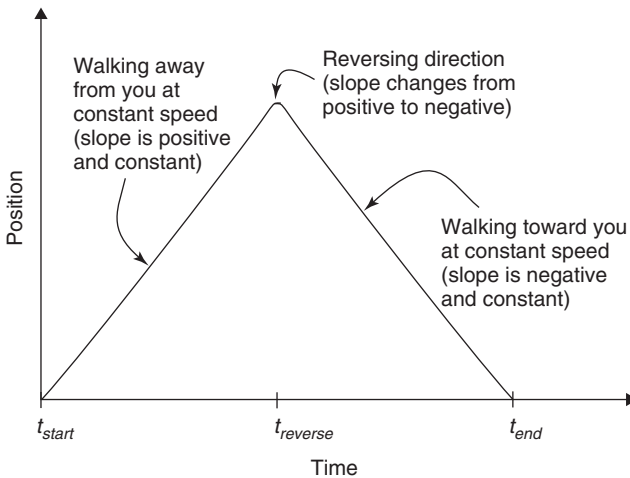 Walking away
from you at
constant speed
(slope is positive
and constant)
Reversing direction
(slope changes from
positive to negative)
Walking toward you
at constant speed
(slope is negative
and constant)
Position
t_start
t_reverse
t_end
Time